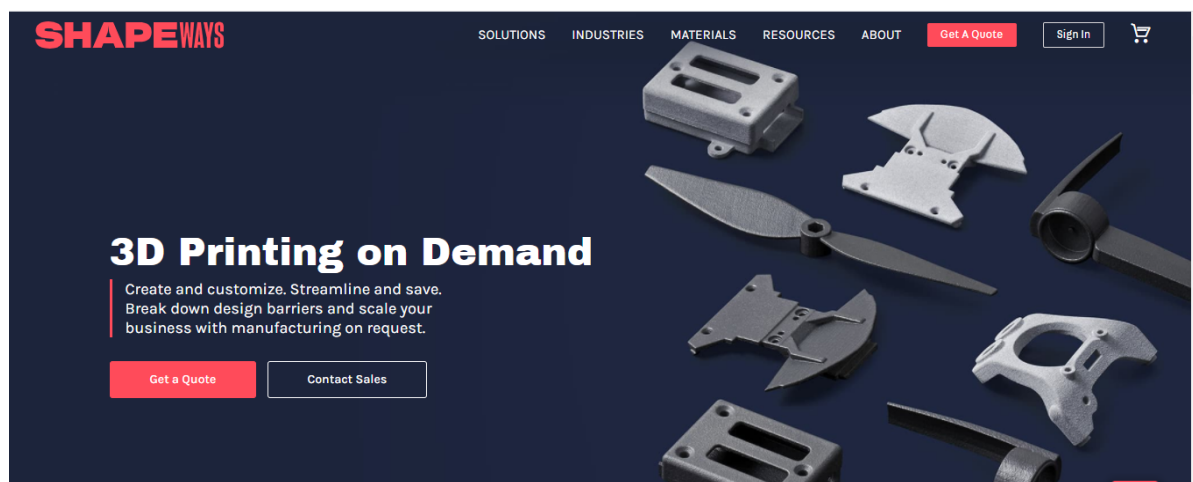 SHAPEWAYS
SOLUTIONS INDUSTRIES MATERIALS RESOURCES ABOUT Get A Quote Sign In
3D Printing on Demand
Create and customize. Streamline and save.
Break down design barriers and scale your
business with manufacturing on request.
Get a Quote Contact Sales